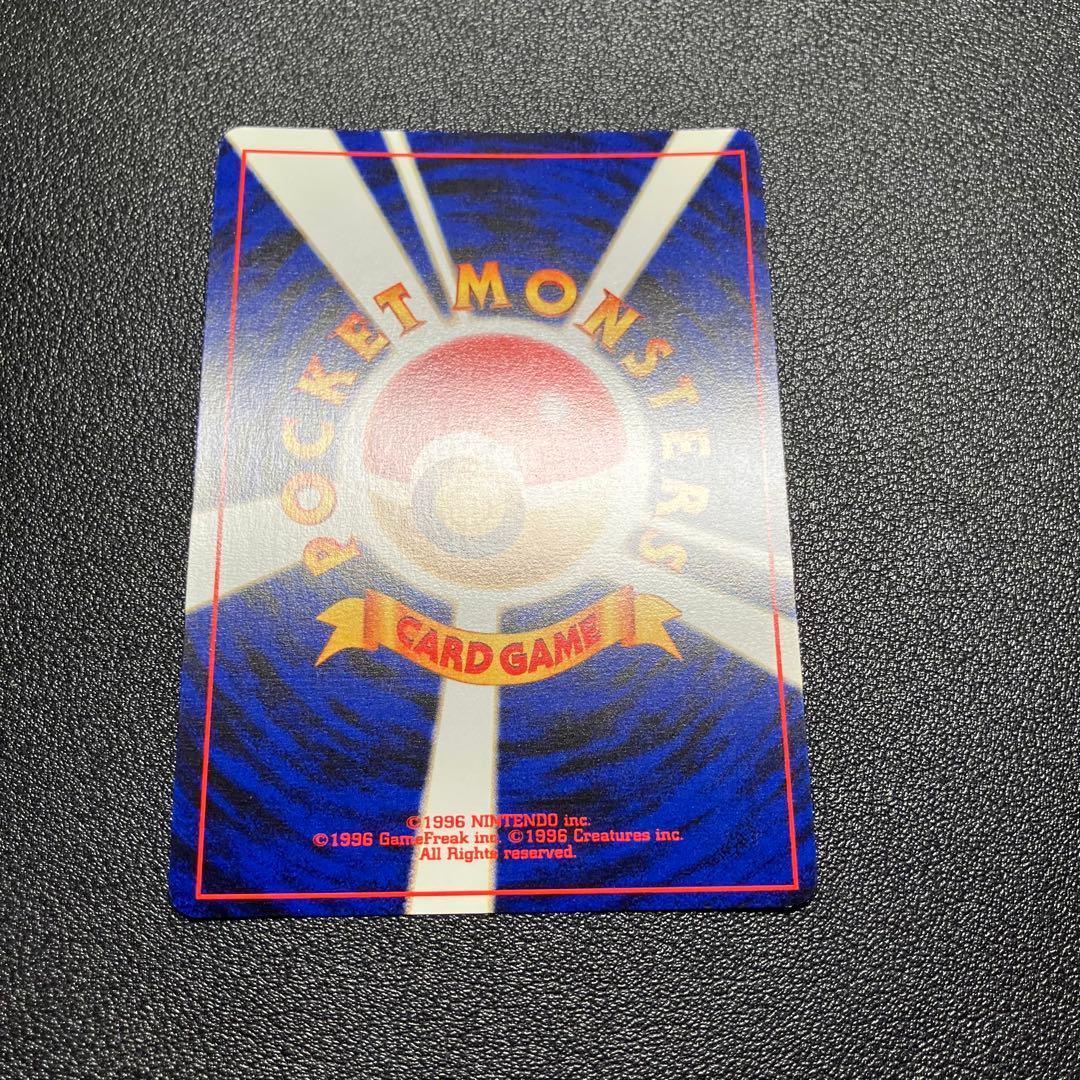 POCKET MONSTERS
CARD GAME
©1996 NINTENDO inc.
©1996 GameFreak inc. ©1996 Creatures inc.
All Rights reserved.